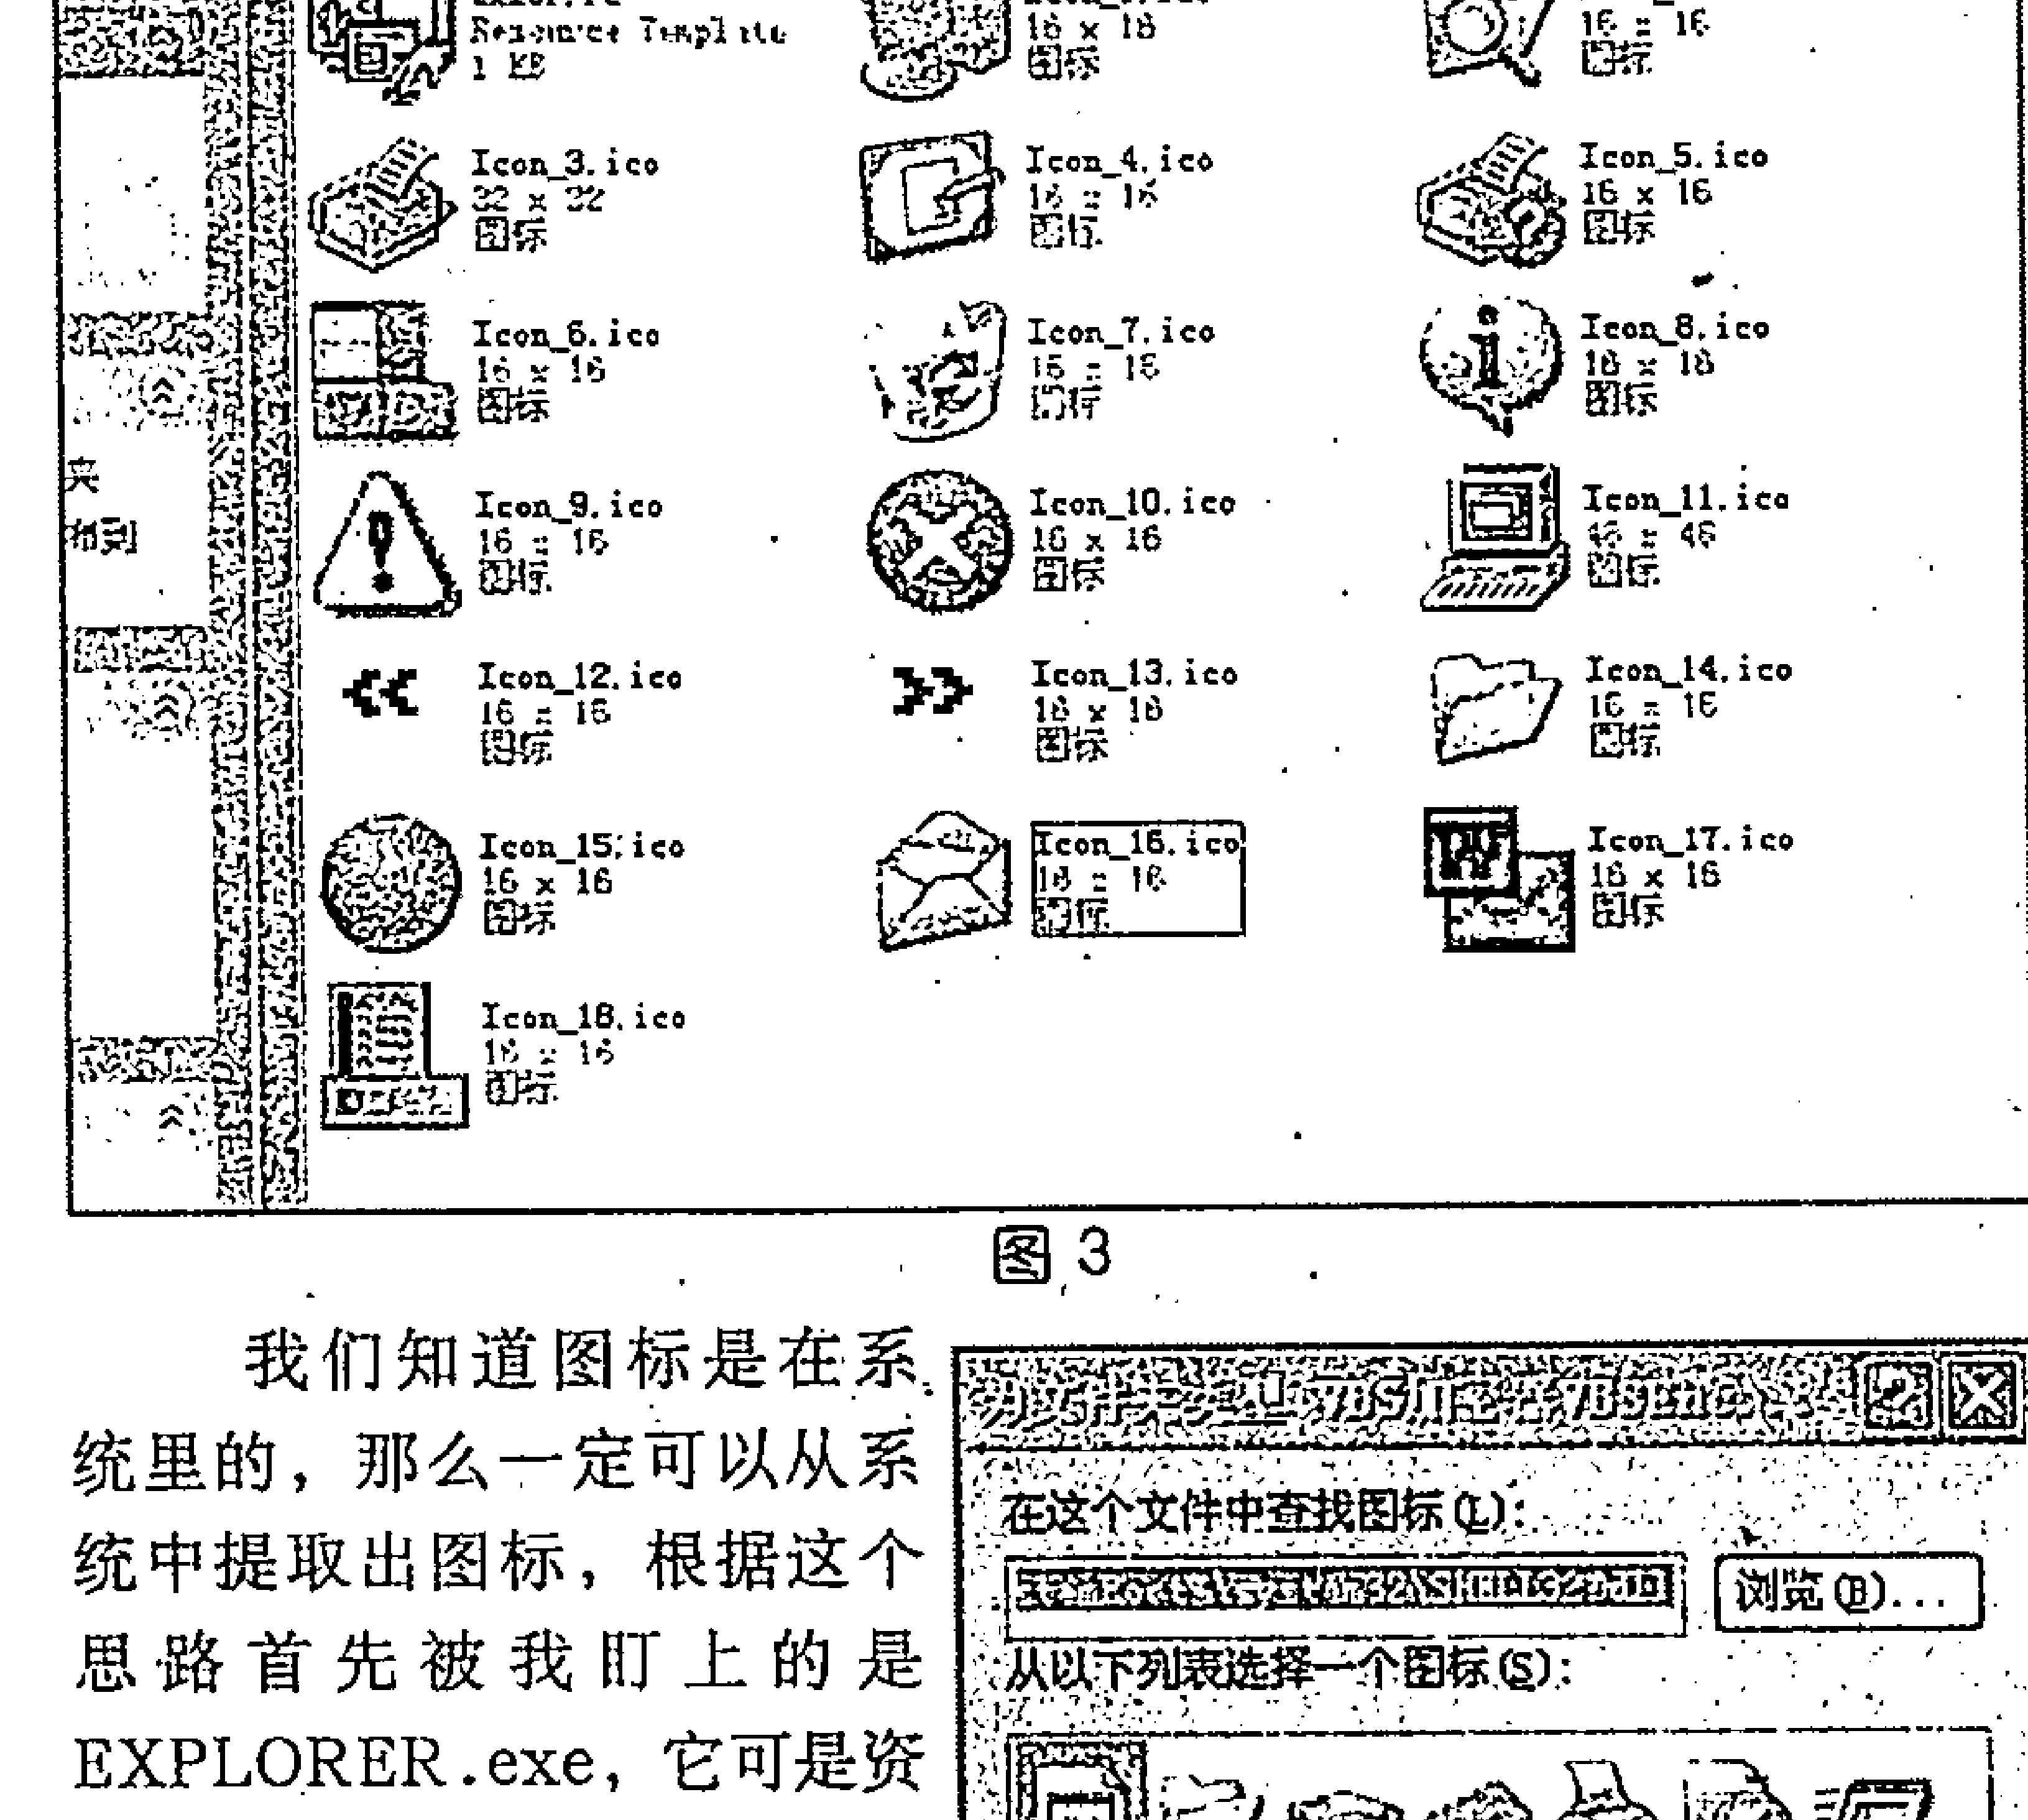 Resource Template
1 KB
16 x 16
图标
16 x 16
图标
Icon_3.ico
32 x 32
图标
Icon_4.ico
16 x 16
图标
Icon_5.ico
16 x 16
图标
Icon_6.ico
16 x 16
图标
Icon_7.ico
16 x 16
图标
Icon_8.ico
16 x 16
图标
夹
Icon_9.ico
16 x 16
图标
Icon_10.ico
16 x 16
图标
Icon_11.ico
48 x 48
图标
Icon_12.ico
16 x 16
图标
Icon_13.ico
16 x 16
图标
Icon_14.ico
16 x 16
图标
Icon_15.ico
16 x 16
图标
Icon_16.ico
16 x 16
图标
Icon_17.ico
16 x 16
图标
Icon_18.ico
16 x 16
图标
图 3
我们知道图标是在系
统里的，那么一定可以从系
统中提取出图标，根据这个
思路首先被我盯上的是
EXPLORER.exe，它可是资
在这个文件中查找图标(L):
浏览(B)...
从以下列表选择一个图标(S):